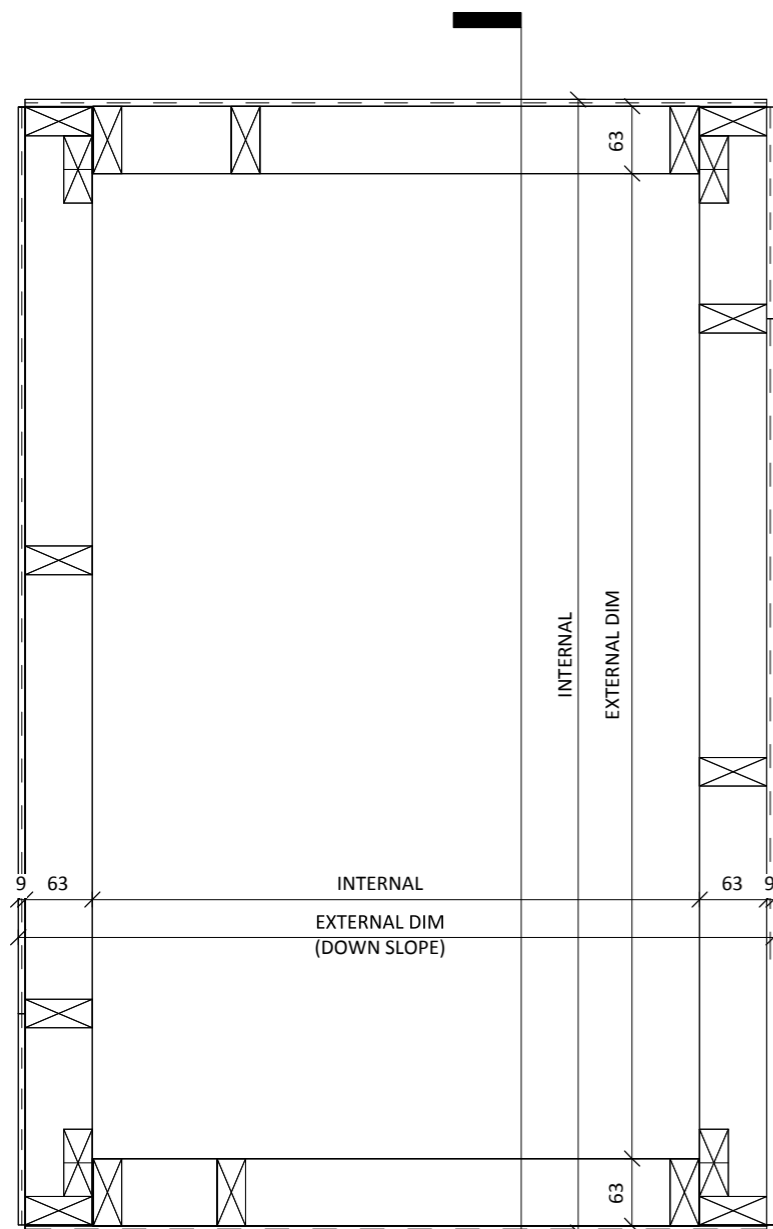 63
INTERNAL
EXTERNAL DIM
9
63
INTERNAL
63
9
EXTERNAL DIM
(DOWN SLOPE)
63